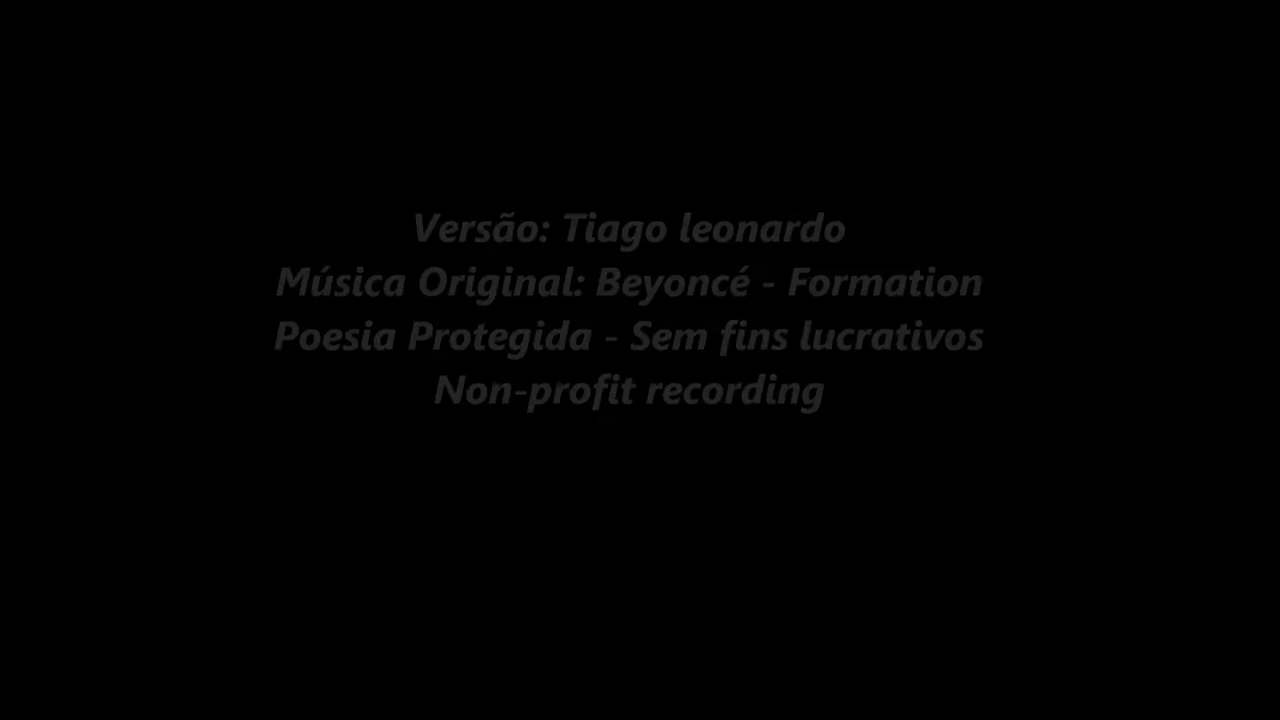 Versão: Tiago leonardo
Música Original: Beyoncé - Formation
Poesia Protegida - Sem fins lucrativos
Non-profit recording